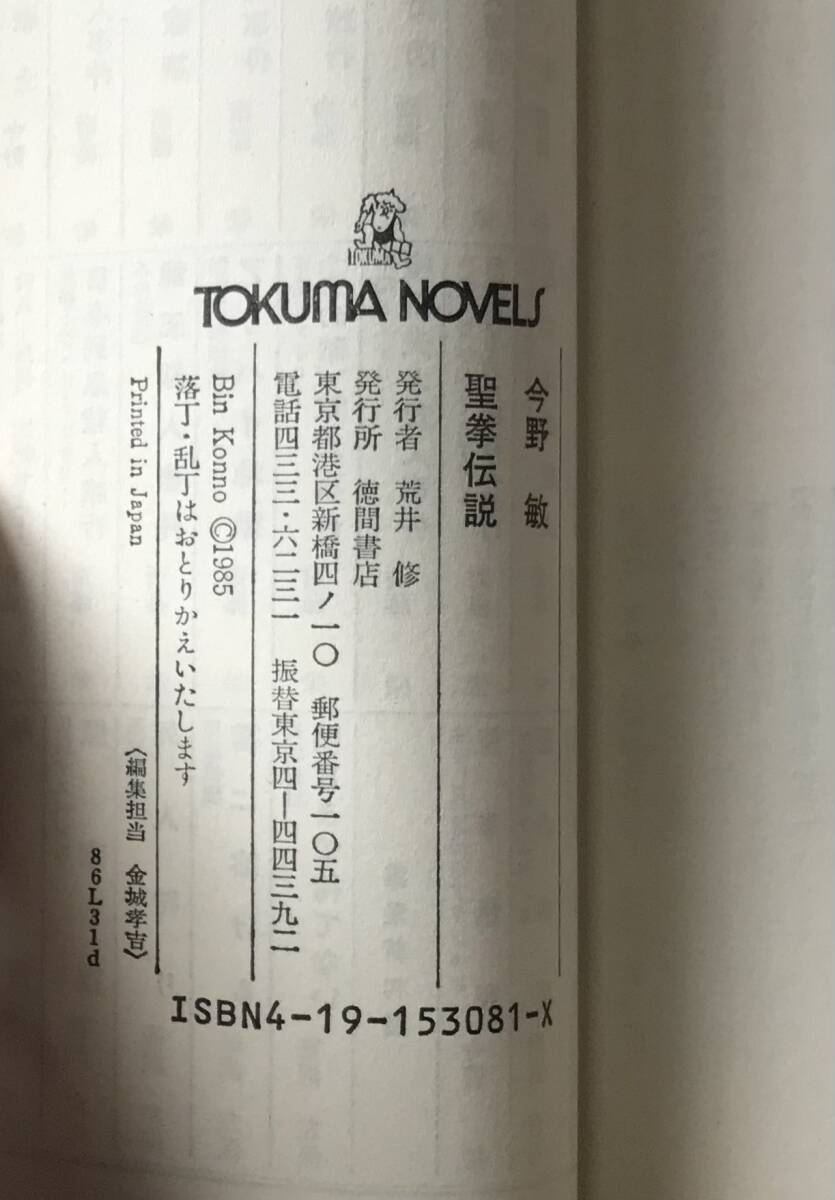 TOKUMA
TOKUMA NOVELS
今野 敏
聖拳伝説
発行者 荒井 修
発行所 徳間書店
東京都港区新橋四ノ一〇 郵便番号一〇五
電話四三三・六二三一 振替東京四―四四三九二
Bin Konno ©1985
落丁・乱丁はおとりかえいたします
Printed in Japan
〈編集担当 金城孝吉〉
86L31d
ISBN4-19-153081-X